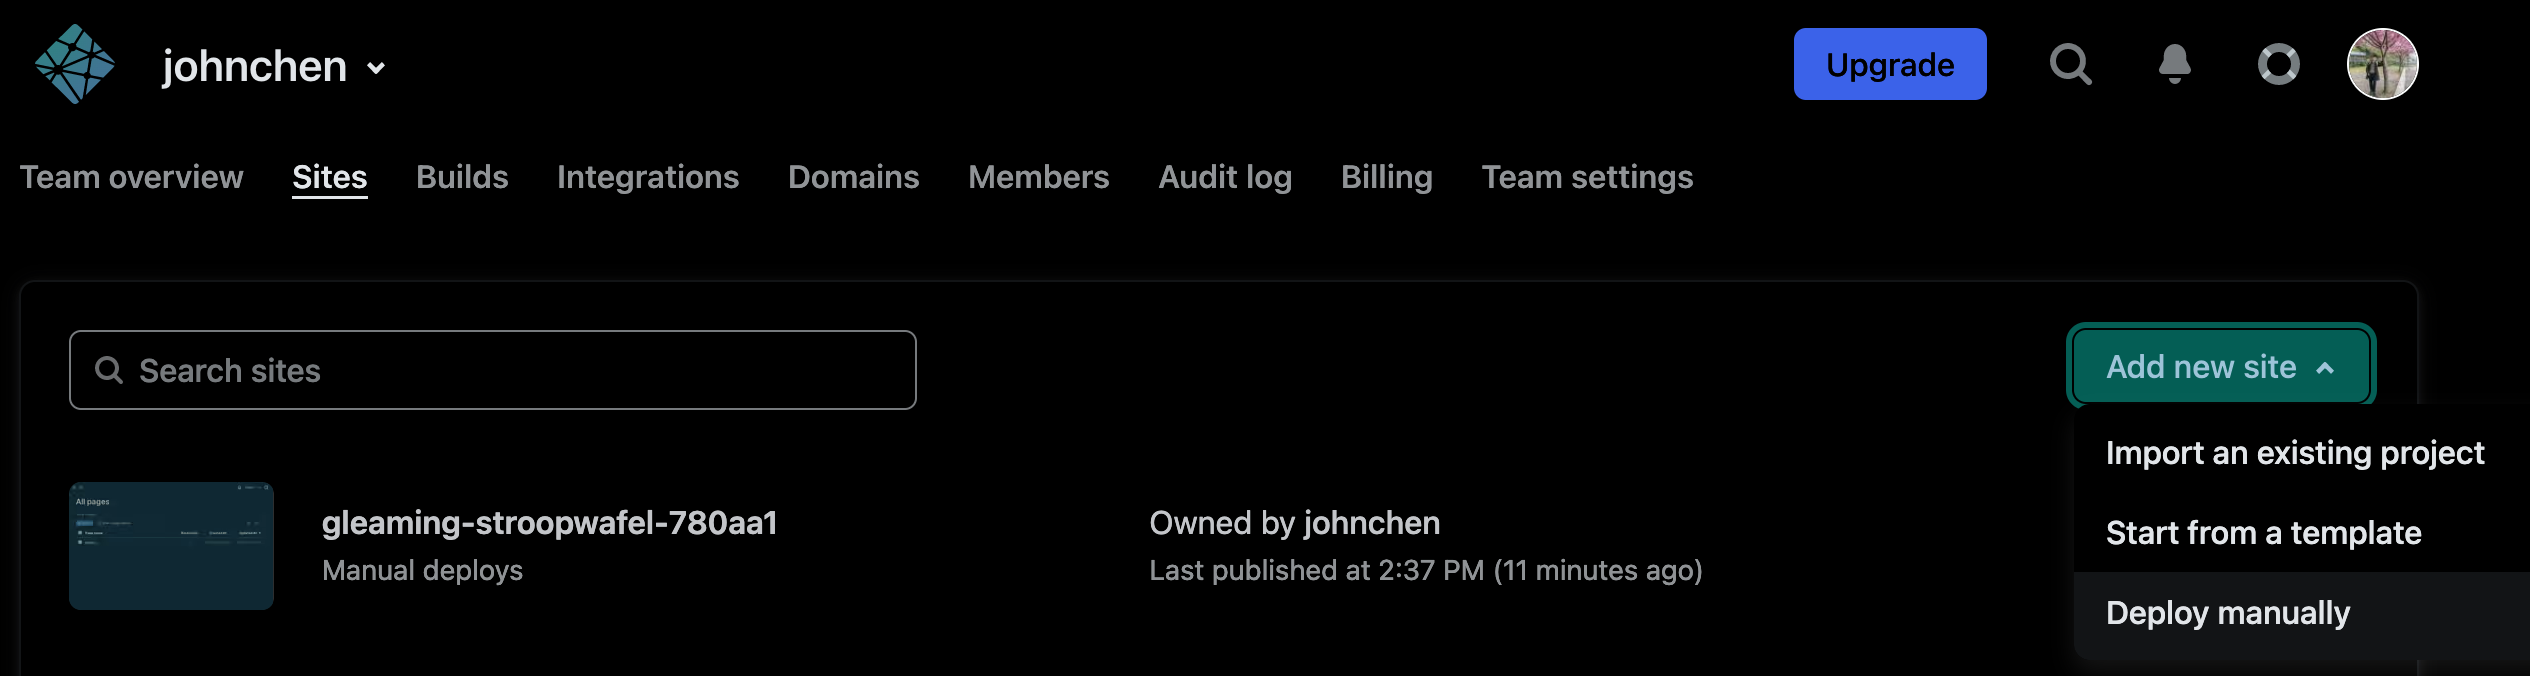 johnchen
Upgrade
Team overview Sites Builds Integrations Domains Members Audit log Billing Team settings
Search sites
Add new site
Import an existing project
Start from a template
Deploy manually
All pages
gleaming-stroopwafel-780aa1
Manual deploys
Owned by johnchen
Last published at 2:37 PM (11 minutes ago)